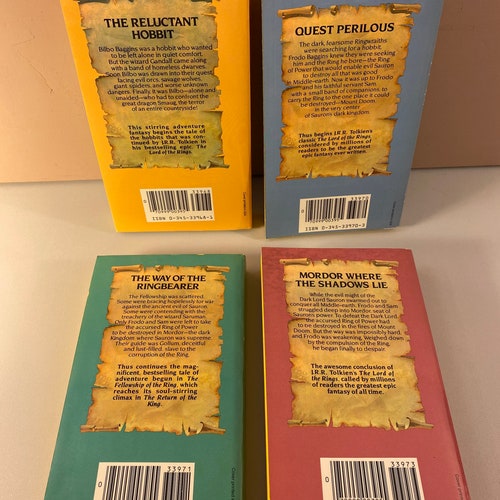 THE RELUCTANT
HOBBIT
Bilbo Baggins was a hobbit who wanted
to be left alone in quiet comfort. But
the wizard Gandalf came along
with a band of homeless dwarves.
Soon Bilbo was drawn into their quest,
facing evil orcs, savage wolves,
giant spiders, and worse unknown
dangers. Finally, it was Bilbo—alone
and unaided—who had to confront the
great dragon Smaug, the terror
of an entire countryside!
This stirring adventure
fantasy begins the tale of
the hobbits that was con-
tinued by J.R.R. Tolkien in
his bestselling epic The
Lord of the Rings.
33968
ISBN 0-345-33968-1
QUEST PERILOUS
The dark, fearsome Ringwraiths
were searching for a hobbit.
Frodo Baggins knew they were seeking
him and the Ring he bore—the Ring
of Power that would enable evil Sauron
to destroy all that was good
in Middle-earth. Now it was up to Frodo
and his faithful servant Sam,
with a small band of companions, to
carry the Ring to the one place it could
be destroyed—Mount Doom,
in the very center
of Sauron's dark kingdom.
Thus begins J.R.R. Tolkien's
classic The Lord of the Rings,
considered by millions of
readers to be the greatest
epic fantasy ever written.
33970
ISBN 0-345-33970-3
THE WAY OF THE
RINGBEARER
The Fellowship was scattered.
Some were bracing hopelessly for war
against the ancient evil of Sauron.
Some were contending with the
treachery of the wizard Saruman.
Only Frodo and Sam were left to take
the accursed Ring of Power to be
destroyed in Mordor—the dark
Kingdom where Sauron was supreme.
Their guide was Gollum, deceitful
and lust-filled, slave to the
corruption of the Ring.
Thus continues the mag-
nificent, bestselling tale of
adventure begun in The
Fellowship of the Ring, which
reaches its soul-stirring
climax in The Return of the
King.
33971
MORDOR WHERE
THE SHADOWS LIE
While the evil might of the
Dark Lord Sauron swarmed out to
conquer all Middle-earth, Frodo and Sam
struggled deep into Mordor, seat of
Sauron's power. To defeat the Dark Lord,
the accursed Ring of Power had
to be destroyed in the fires of Mount
Doom. But the way was impossibly hard,
and Frodo was weakening. Weighed down
by the compulsion of the Ring,
he began finally to despair.
The awesome conclusion of
J.R.R. Tolkien's The Lord of
the Rings, called by millions
of readers the greatest epic
fantasy of all time.
33973